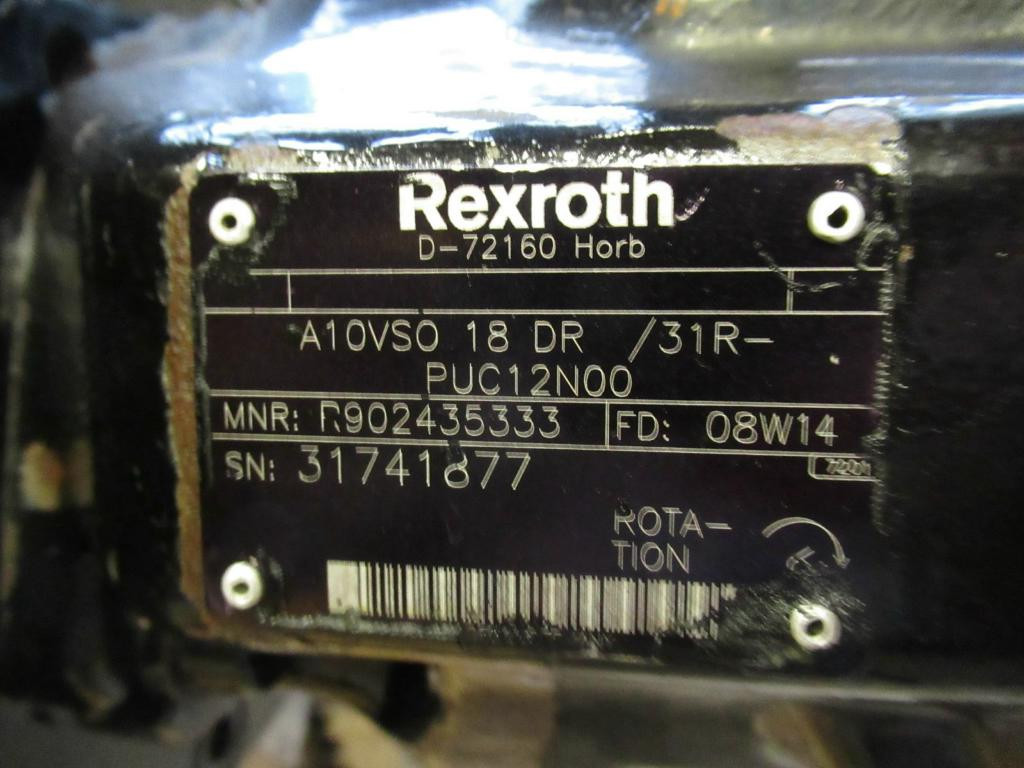 Rexroth
D-72160 Horb
A10VSO 18 DR /31R-
PUC12N00
MNR: R902435333 FD: 08W14
SN: 31741877
ROTA-
TION